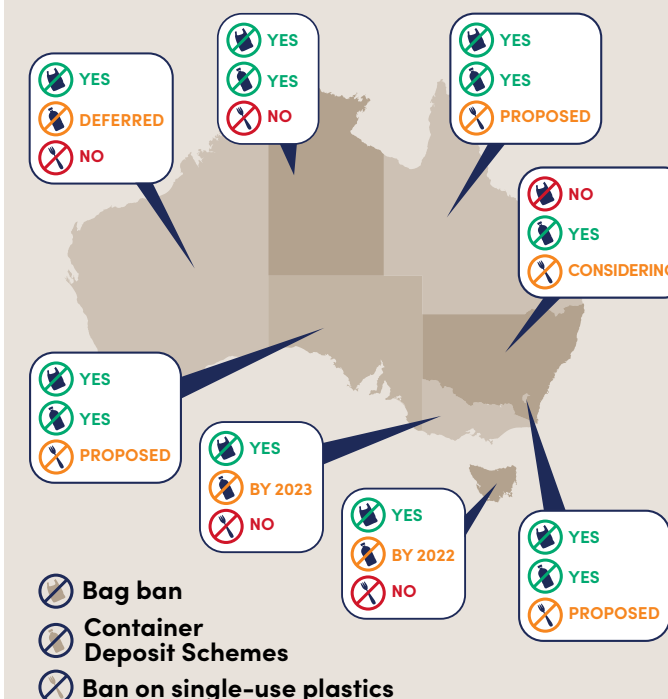 YES
DEFERRED
NO
YES
YES
NO
YES
YES
PROPOSED
NO
YES
CONSIDERING
YES
YES
PROPOSED
YES
BY 2023
NO
YES
BY 2022
NO
YES
YES
PROPOSED
Bag ban
Container
Deposit Schemes
Ban on single-use plastics